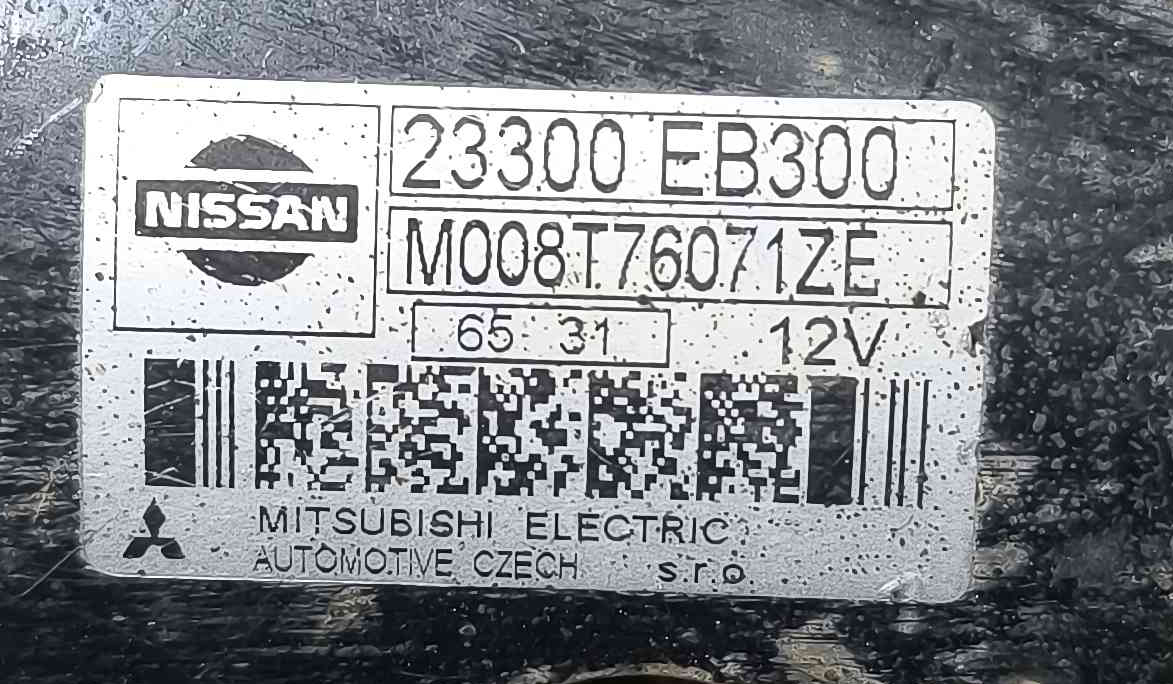 NISSAN
23300 EB300
M008T76071ZE
65 31
12V
MITSUBISHI ELECTRIC
AUTOMOTIVE CZECH s.r.o.